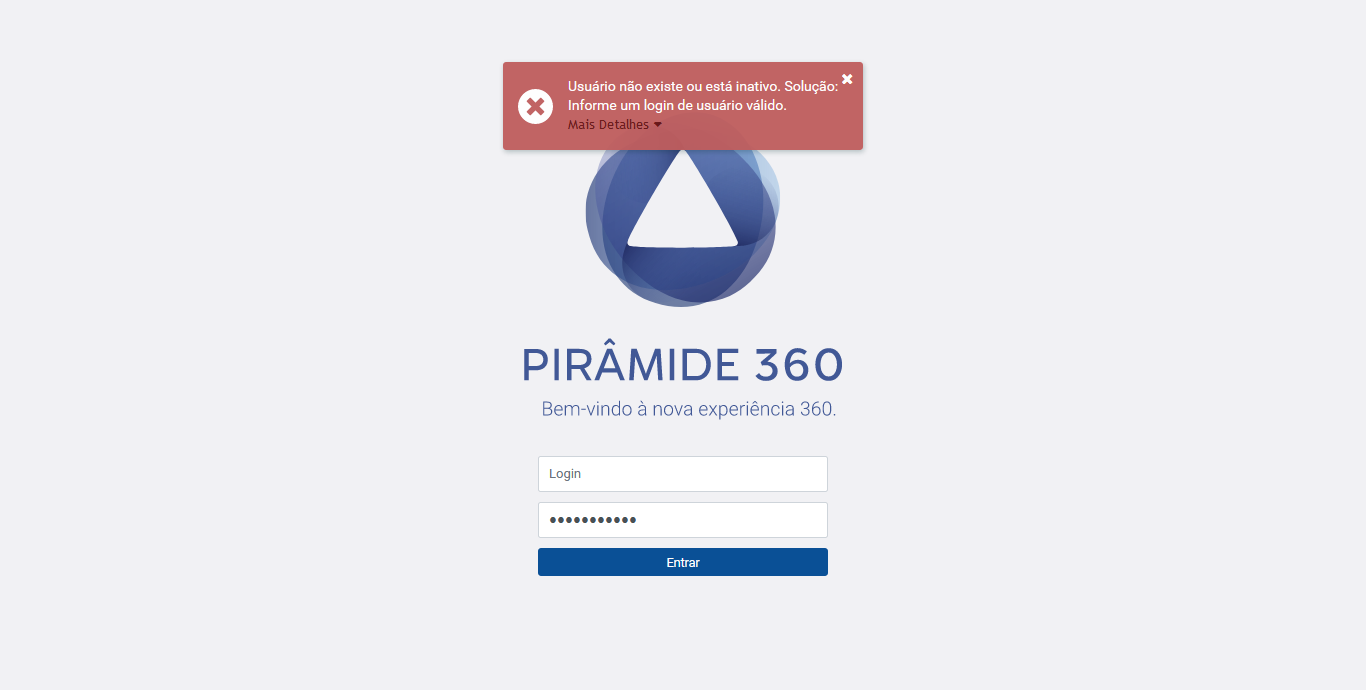 Usuário não existe ou está inativo. Solução:
Informe um login de usuário válido.
Mais Detalhes
PIRÂMIDE 360
Bem-vindo à nova experiência 360.
Login
•••••••••••
Entrar